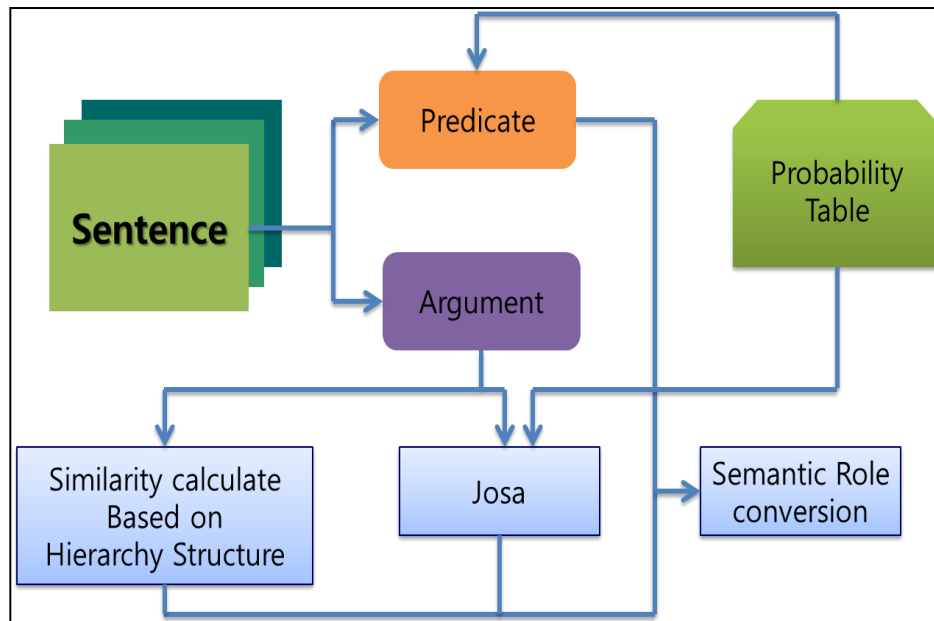 Predicate
Probability
Table
Sentence
Argument
Similarity calculate
Based on
Hierarchy Structure
Josa
Semantic Role
conversion